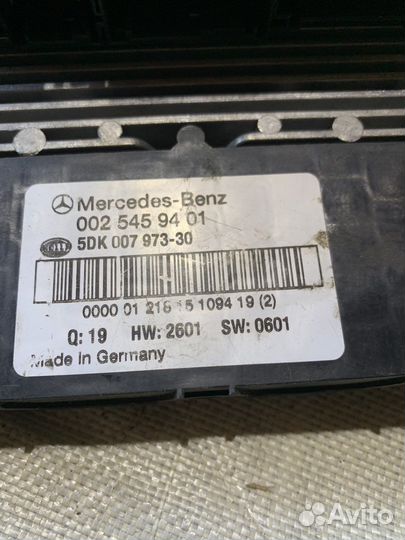 Mercedes-Benz
002 545 94 01
HELLA
5DK 007 973-30
0000 01 218 15 1094 19 (2)
Q: 19 HW: 2601 SW: 0601
Made in Germany
Avito